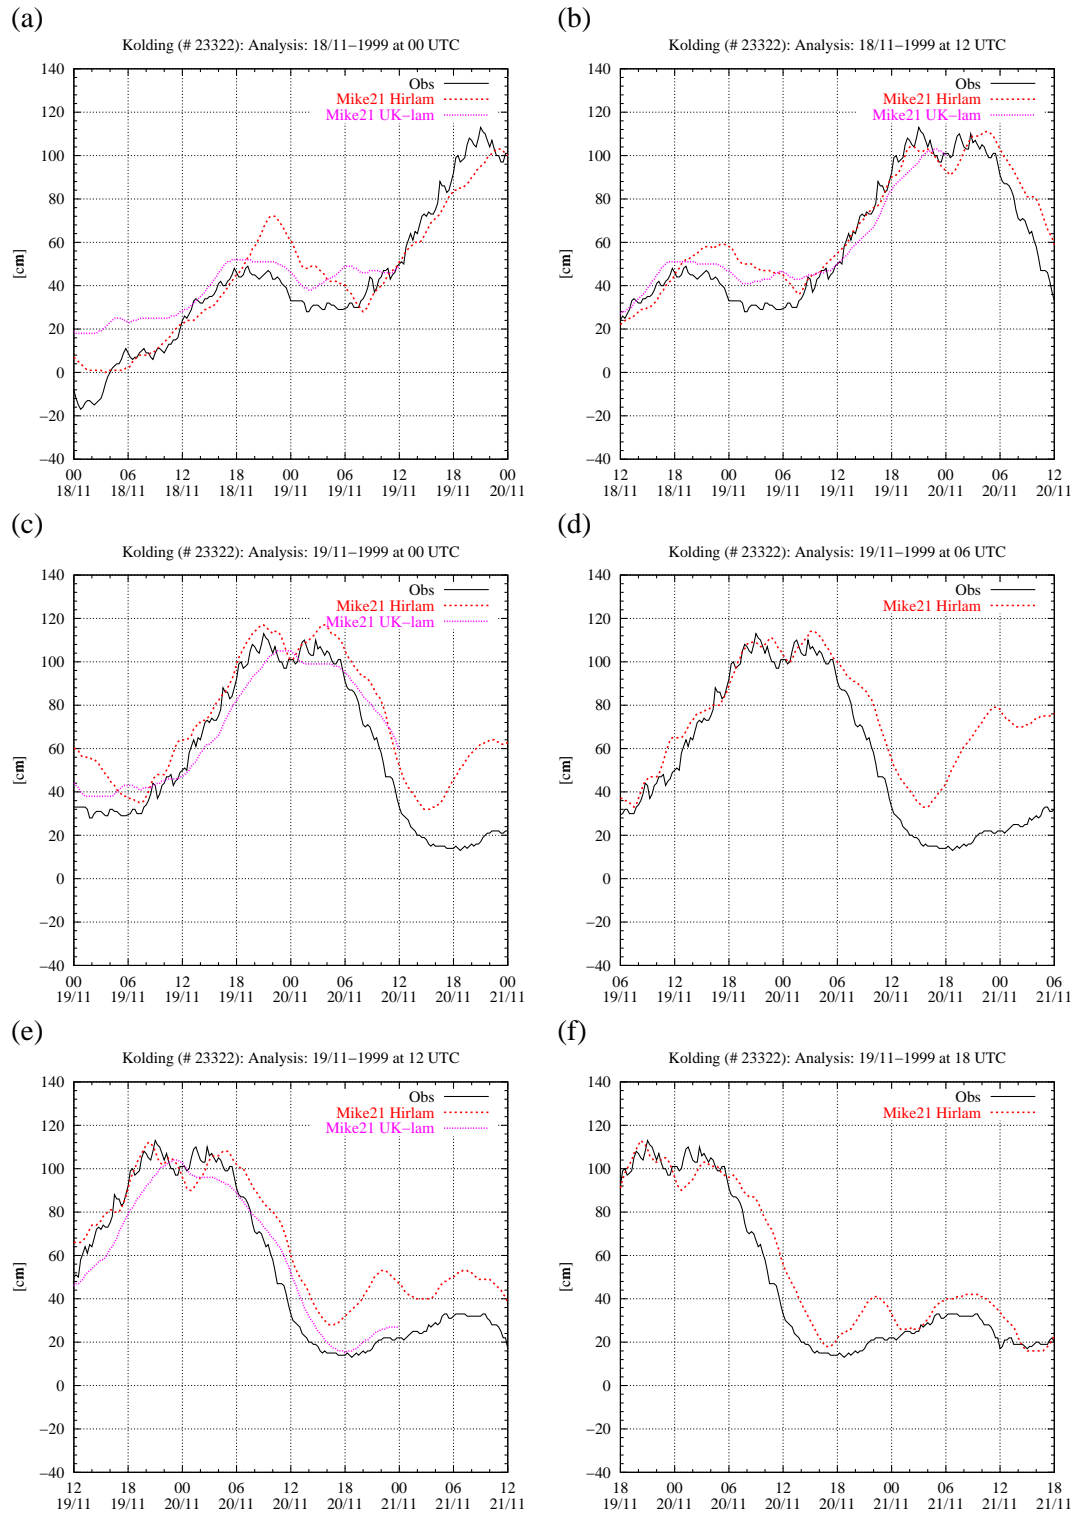 (a)
Kolding (# 23322): Analysis: 18/11−1999 at 00 UTC
140
120
100
80
60
40
20
0
−20
−40
[cm]
Obs
Mike21 Hirlam
Mike21 UK−lam
00 06 12 18 00 06 12 18 00
18/11 18/11 18/11 18/11 19/11 19/11 19/11 19/11 20/11
(b)
Kolding (# 23322): Analysis: 18/11−1999 at 12 UTC
140
120
100
80
60
40
20
0
−20
−40
[cm]
Obs
Mike21 Hirlam
Mike21 UK−lam
12 18 00 06 12 18 00 06 12
18/11 18/11 19/11 19/11 19/11 19/11 20/11 20/11 20/11
(c)
Kolding (# 23322): Analysis: 19/11−1999 at 00 UTC
140
120
100
80
60
40
20
0
−20
−40
[cm]
Obs
Mike21 Hirlam
Mike21 UK−lam
00 06 12 18 00 06 12 18 00
19/11 19/11 19/11 19/11 20/11 20/11 20/11 20/11 21/11
(d)
Kolding (# 23322): Analysis: 19/11−1999 at 06 UTC
140
120
100
80
60
40
20
0
−20
−40
[cm]
Obs
Mike21 Hirlam
06 12 18 00 06 12 18 00 06
19/11 19/11 19/11 20/11 20/11 20/11 20/11 21/11 21/11
(e)
Kolding (# 23322): Analysis: 19/11−1999 at 12 UTC
140
120
100
80
60
40
20
0
−20
−40
[cm]
Obs
Mike21 Hirlam
Mike21 UK−lam
12 18 00 06 12 18 00 06 12
19/11 19/11 20/11 20/11 20/11 20/11 21/11 21/11 21/11
(f)
Kolding (# 23322): Analysis: 19/11−1999 at 18 UTC
140
120
100
80
60
40
20
0
−20
−40
[cm]
Obs
Mike21 Hirlam
18 00 06 12 18 00 06 12 18
19/11 20/11 20/11 20/11 20/11 21/11 21/11 21/11 21/11